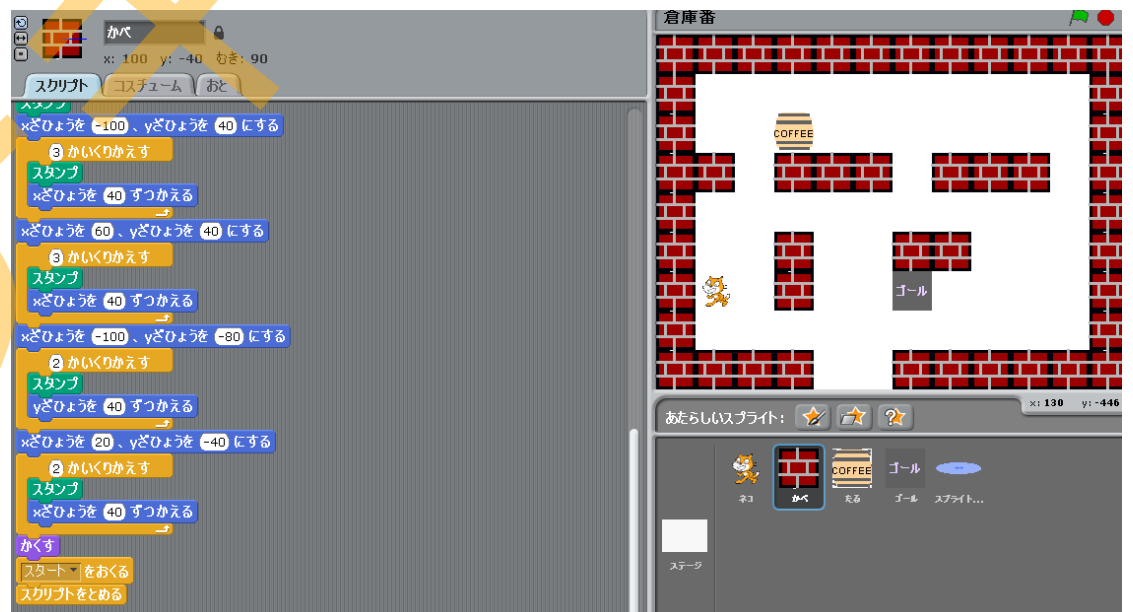 かべ
x: 100 y: -40 むき: 90
スクリプト コスチューム おと
スタンプ
xざひょうを -100 、yざひょうを 40 にする
3 かいくりかえす
スタンプ
xざひょうを 40 ずつかえる
xざひょうを 60 、yざひょうを 40 にする
3 かいくりかえす
スタンプ
xざひょうを 40 ずつかえる
xざひょうを -100 、yざひょうを -80 にする
2 かいくりかえす
スタンプ
yざひょうを 40 ずつかえる
xざひょうを 20 、yざひょうを -40 にする
2 かいくりかえす
スタンプ
xざひょうを 40 ずつかえる
かくす
スタート をおくる
スクリプトをとめる
倉庫番
COFFEE
ゴール
x: 130 y: -446
あたらしいスプライト:
COFFEE
ゴール
ネコ かべ たる ゴール スプライト...
ステージ